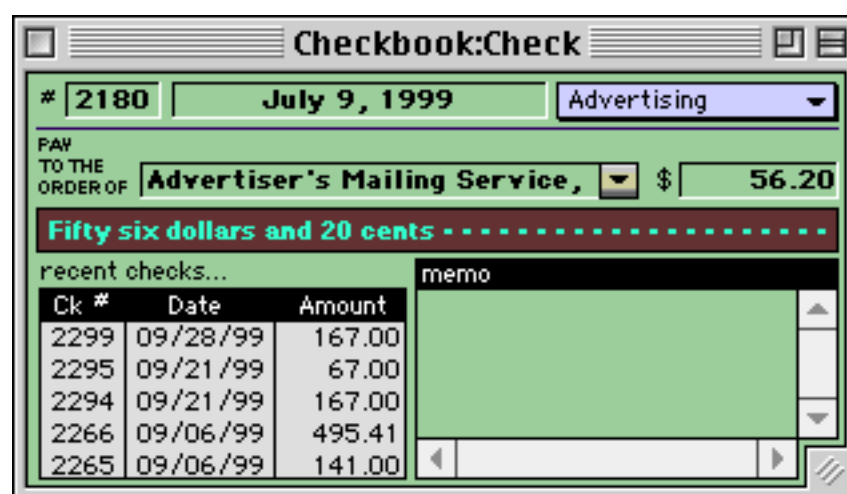 Checkbook:Check
# 2180 July 9, 1999 Advertising
PAY
TO THE
ORDER OF Advertiser's Mailing Service, $ 56.20
Fifty six dollars and 20 cents - - - - - - - - - - - - - - - - - - - - - -
recent checks... memo
Ck # Date Amount
2299 09/28/99 167.00
2295 09/21/99 67.00
2294 09/21/99 167.00
2266 09/06/99 495.41
2265 09/06/99 141.00